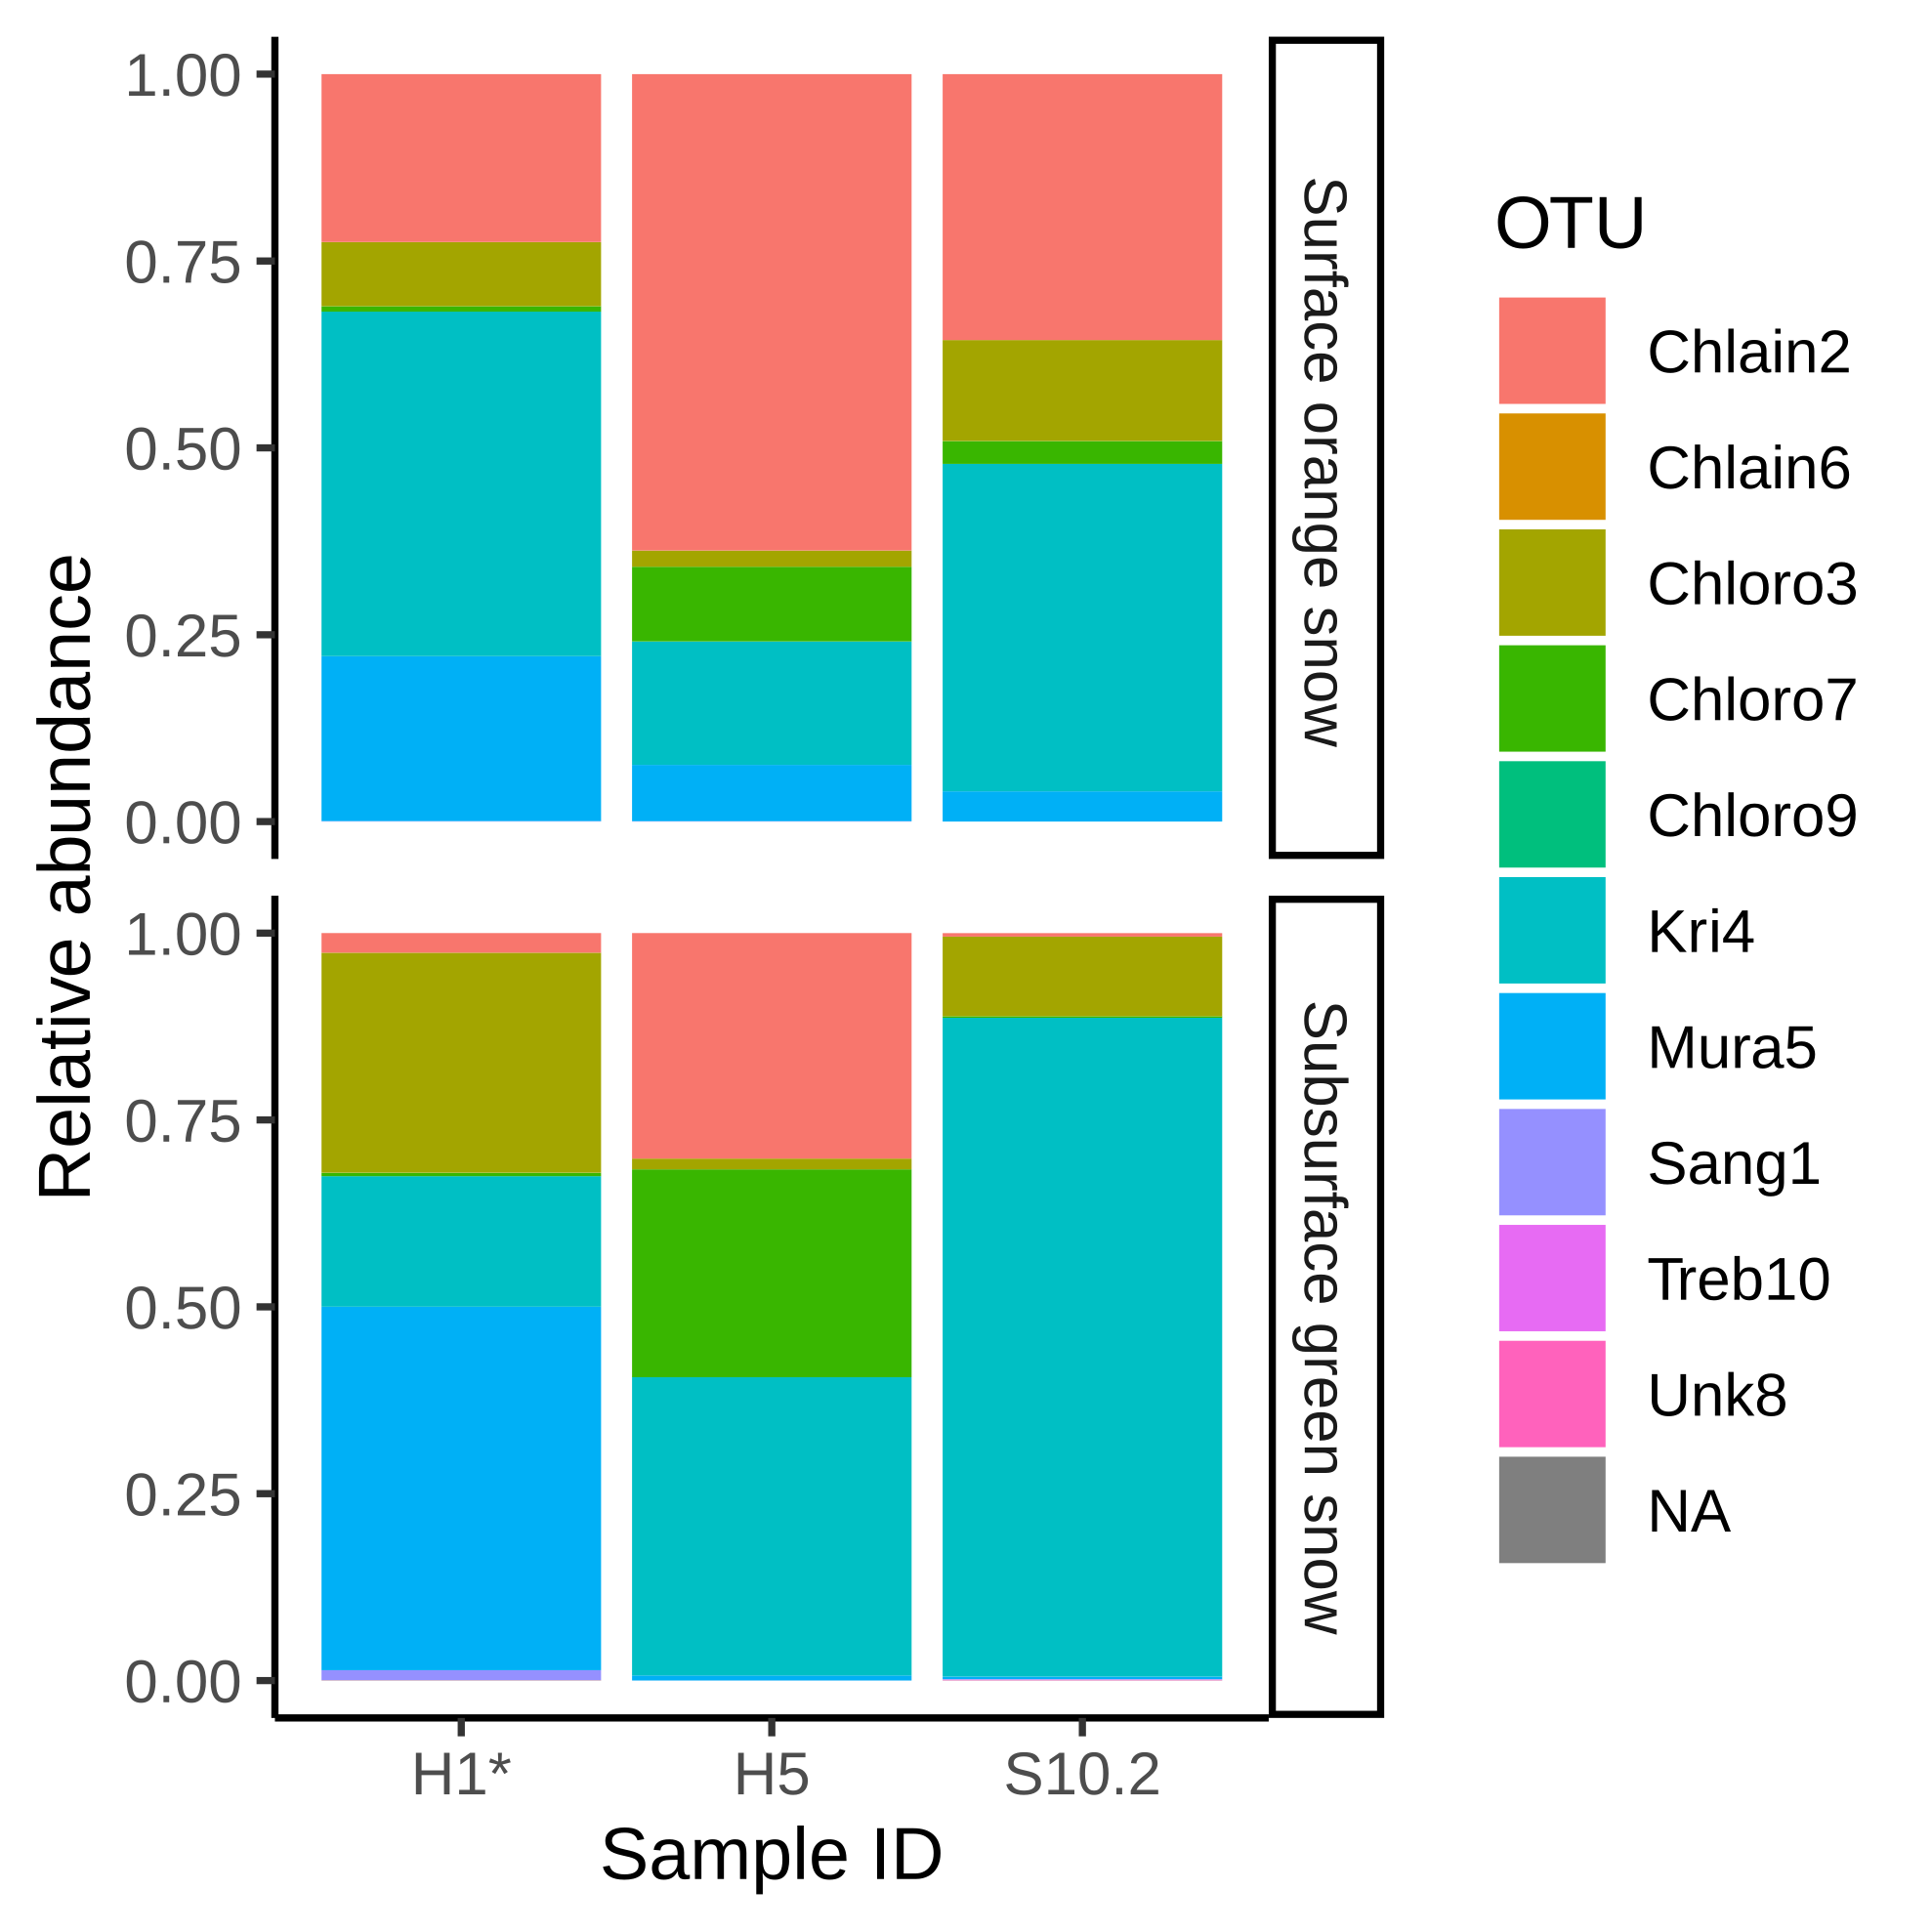 Relative abundance
1.00
0.75
0.50
0.25
0.00
Surface orange snow
1.00
0.75
0.50
0.25
0.00
Subsurface green snow
H1*
H5
S10.2
Sample ID
OTU
Chlain2
Chlain6
Chloro3
Chloro7
Chloro9
Kri4
Mura5
Sang1
Treb10
Unk8
NA